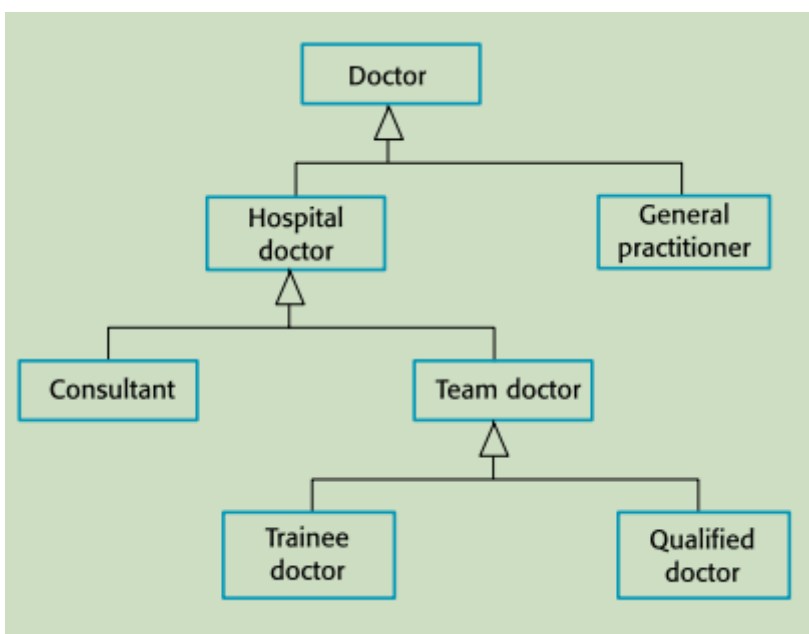 Doctor
Hospital
doctor
General
practitioner
Consultant
Team doctor
Trainee
doctor
Qualified
doctor